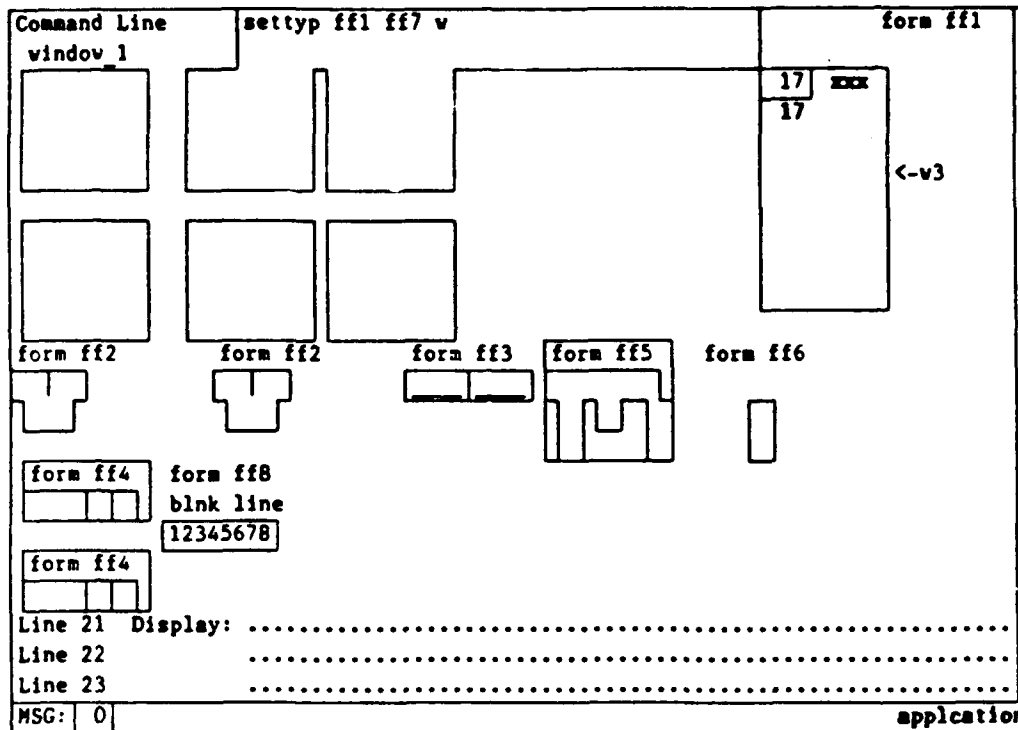 Command Line settyp ff1 ff7 w form ff1
window_1
17 xxx
17
<-w3
form ff2 form ff2 form ff3 form ff5 form ff6
form ff4 form ff8
blnk line
12345678
form ff4
Line 21 Display: ............................................................
Line 22 ............................................................
Line 23 ............................................................
MSG: 0 applcation